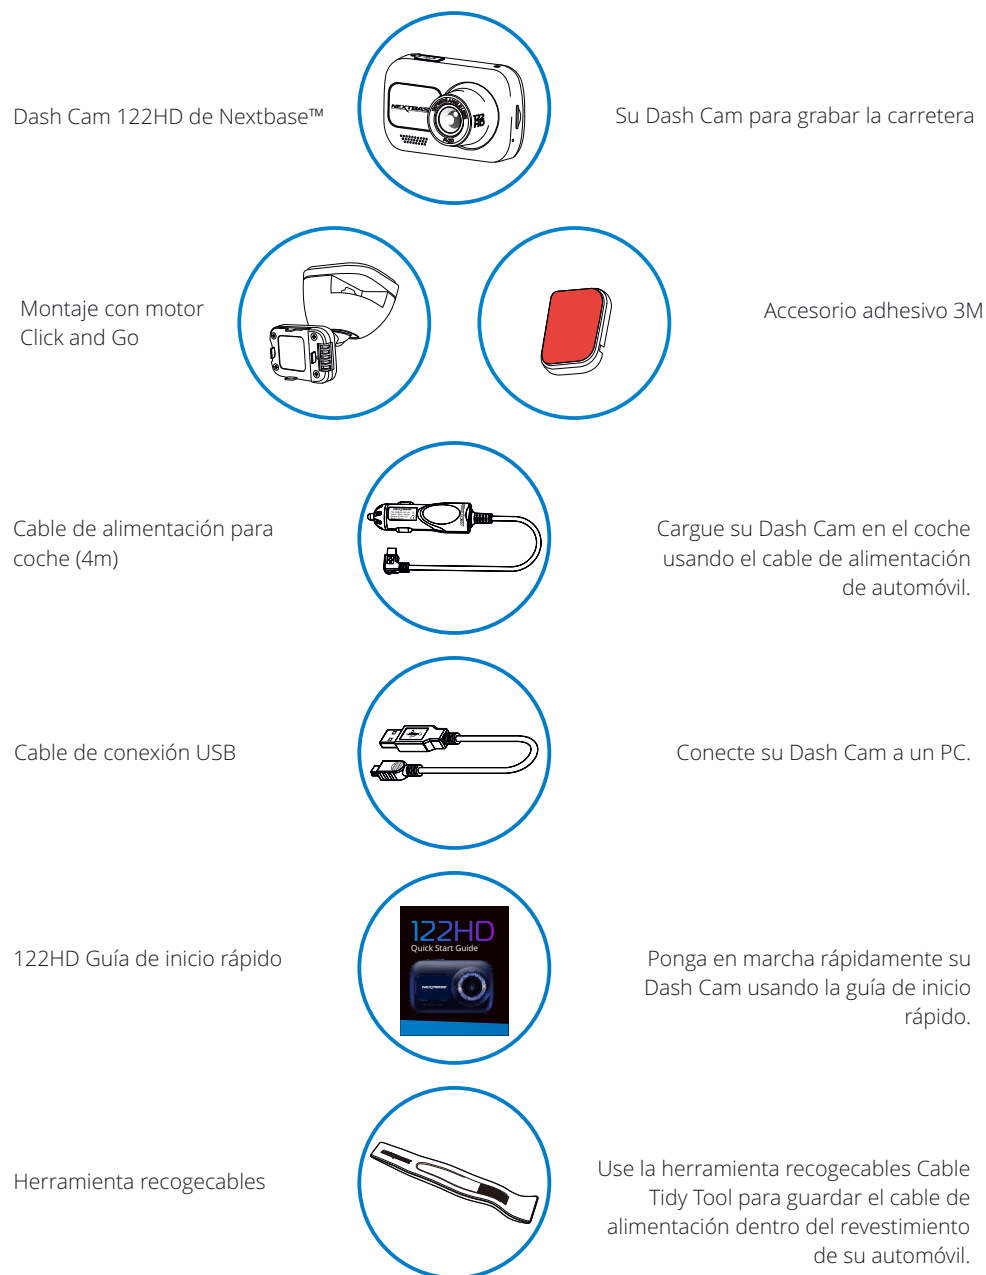 Dash Cam 122HD de Nextbase™
NEXTBASE
Su Dash Cam para grabar la carretera
Montaje con motor
Click and Go
Accesorio adhesivo 3M
Cable de alimentación para
coche (4m)
Cargue su Dash Cam en el coche
usando el cable de alimentación
de automóvil.
Cable de conexión USB
Conecte su Dash Cam a un PC.
122HD Guía de inicio rápido
122HD
Quick Start Guide
NEXTBASE
Ponga en marcha rápidamente su
Dash Cam usando la guía de inicio
rápido.
Herramienta recogecables
Use la herramienta recogecables Cable
Tidy Tool para guardar el cable de
alimentación dentro del revestimiento
de su automóvil.